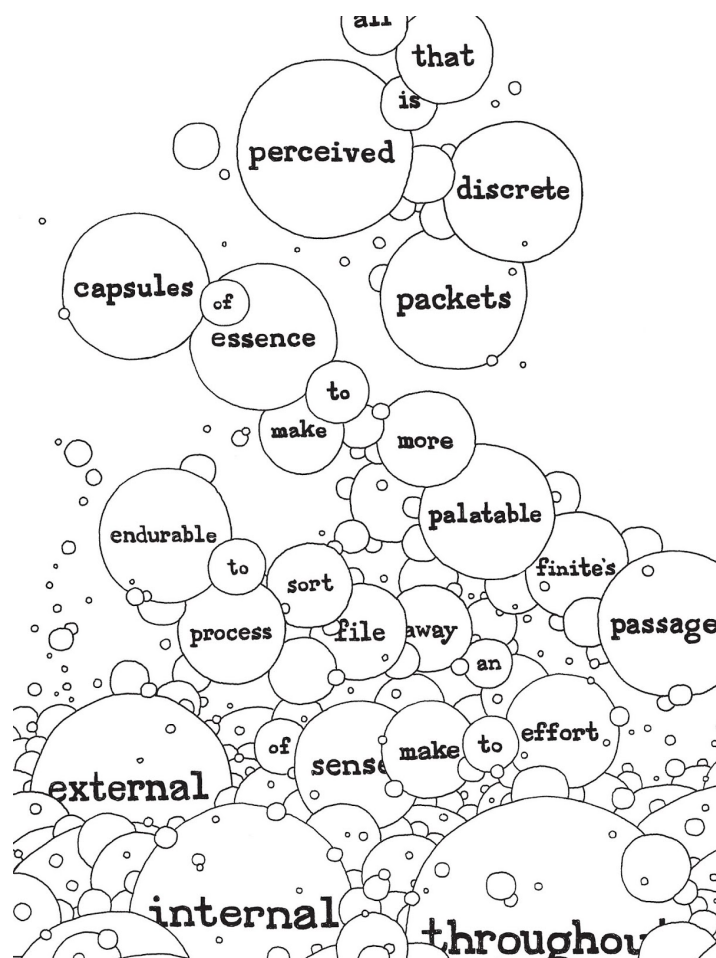 all
that
is
perceived
discrete
packets
capsules
of
essence
to
make
more
palatable
finite's
passage
endurable
to
process
sort
file
away
an
effort
to
make
sense
of
external
internal
throughou